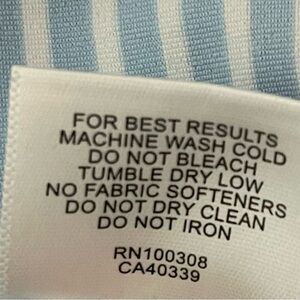 FOR BEST RESULTS
MACHINE WASH COLD
DO NOT BLEACH
TUMBLE DRY LOW
NO FABRIC SOFTENERS
DO NOT DRY CLEAN
DO NOT IRON
RN100308
CA40339